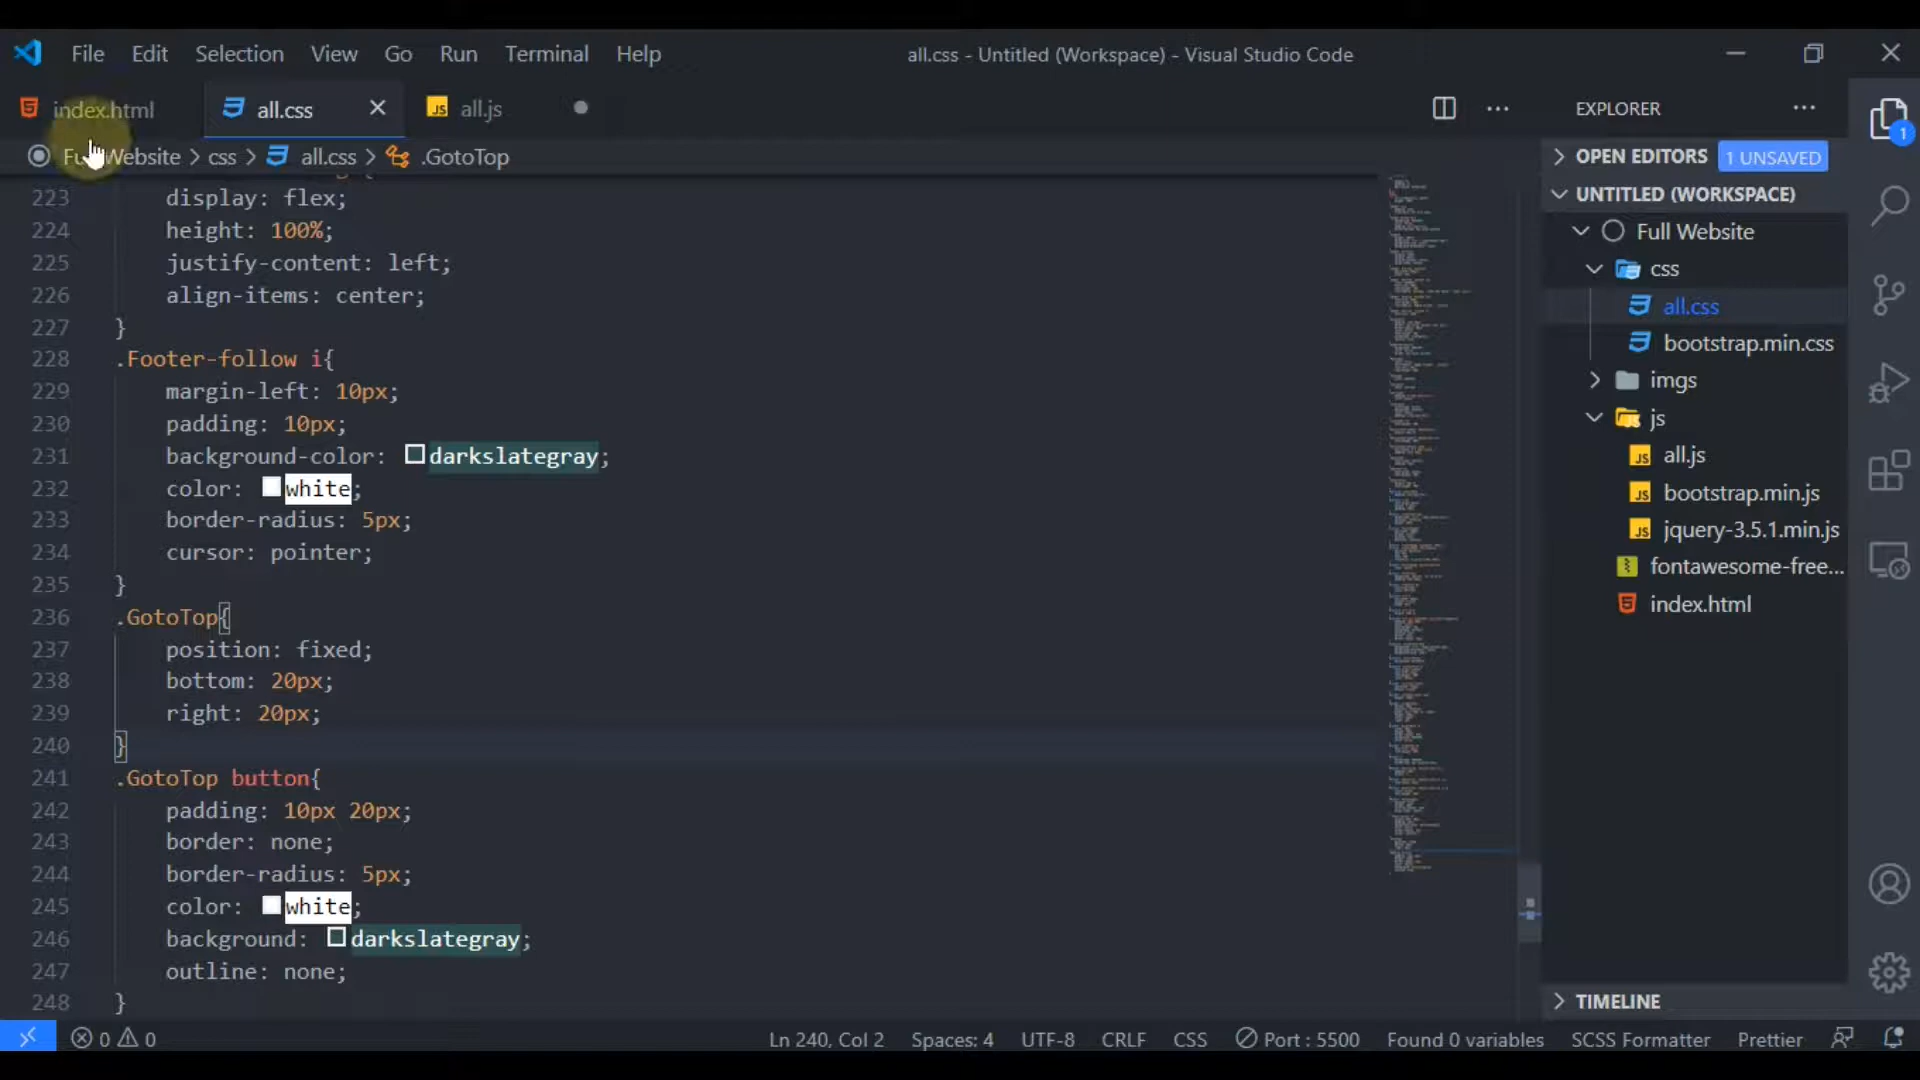 File Edit Selection View Go Run Terminal Help
all.css - Untitled (Workspace) - Visual Studio Code
index.html
all.css
JS all.js
EXPLORER
Full Website > css > all.css > .GotoTop
OPEN EDITORS 1 UNSAVED
1
223 display: flex;
224 height: 100%;
225 justify-content: left;
226 align-items: center;
227 }
228 .Footer-follow i{
229 margin-left: 10px;
230 padding: 10px;
231 background-color: darkslategray;
232 color: white;
233 border-radius: 5px;
234 cursor: pointer;
235 }
236 .GotoTop{
237 position: fixed;
238 bottom: 20px;
239 right: 20px;
240 }
241 .GotoTop button{
242 padding: 10px 20px;
243 border: none;
244 border-radius: 5px;
245 color: white;
246 background: darkslategray;
247 outline: none;
248 }
UNTITLED (WORKSPACE)
Full Website
css
all.css
bootstrap.min.css
imgs
js
JS all.js
JS bootstrap.min.js
JS jquery-3.5.1.min.js
fontawesome-free...
index.html
TIMELINE
0 0
Ln 240, Col 2 Spaces: 4 UTF-8 CRLF CSS Port : 5500 Found 0 variables SCSS Formatter Prettier